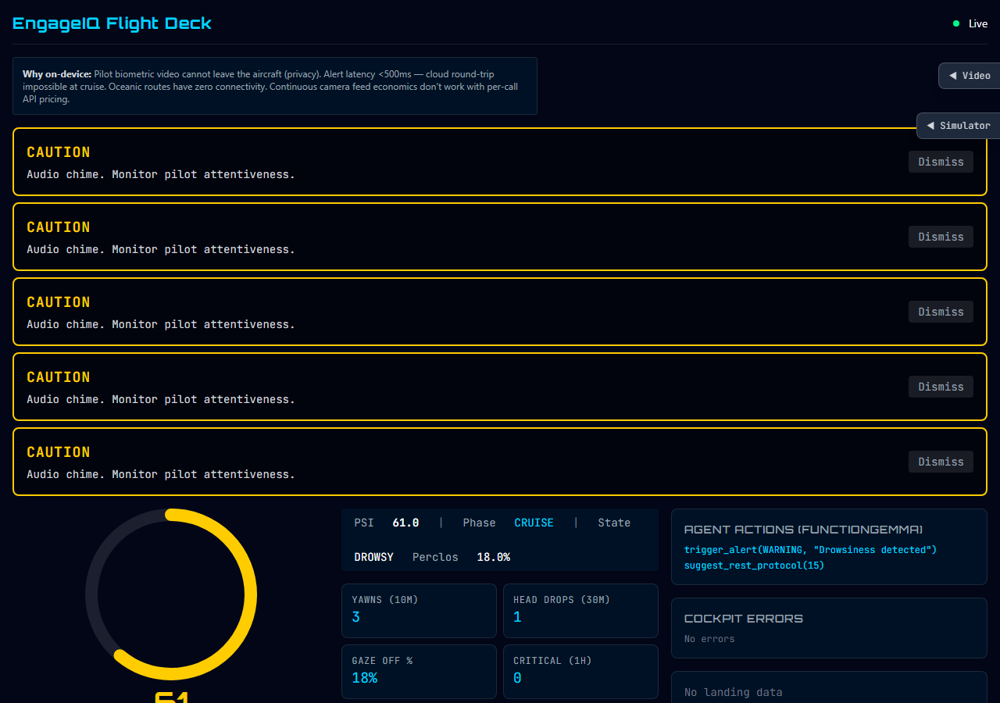 EngageIQ Flight Deck
Live
Why on-device: Pilot biometric video cannot leave the aircraft (privacy). Alert latency <500ms — cloud round-trip
impossible at cruise. Oceanic routes have zero connectivity. Continuous camera feed economics don't work with per-call
API pricing.
◀ Video
◀ Simulator
CAUTION
Audio chime. Monitor pilot attentiveness.
Dismiss
CAUTION
Audio chime. Monitor pilot attentiveness.
Dismiss
CAUTION
Audio chime. Monitor pilot attentiveness.
Dismiss
CAUTION
Audio chime. Monitor pilot attentiveness.
Dismiss
CAUTION
Audio chime. Monitor pilot attentiveness.
Dismiss
61
PSI 61.0 | Phase CRUISE | State
DROWSY Perclos 18.0%
YAWNS (10M)
3
HEAD DROPS (30M)
1
GAZE OFF %
18%
CRITICAL (1H)
0
AGENT ACTIONS (FUNCTIONGEMMA)
trigger_alert(WARNING, "Drowsiness detected")
suggest_rest_protocol(15)
COCKPIT ERRORS
No errors
No landing data